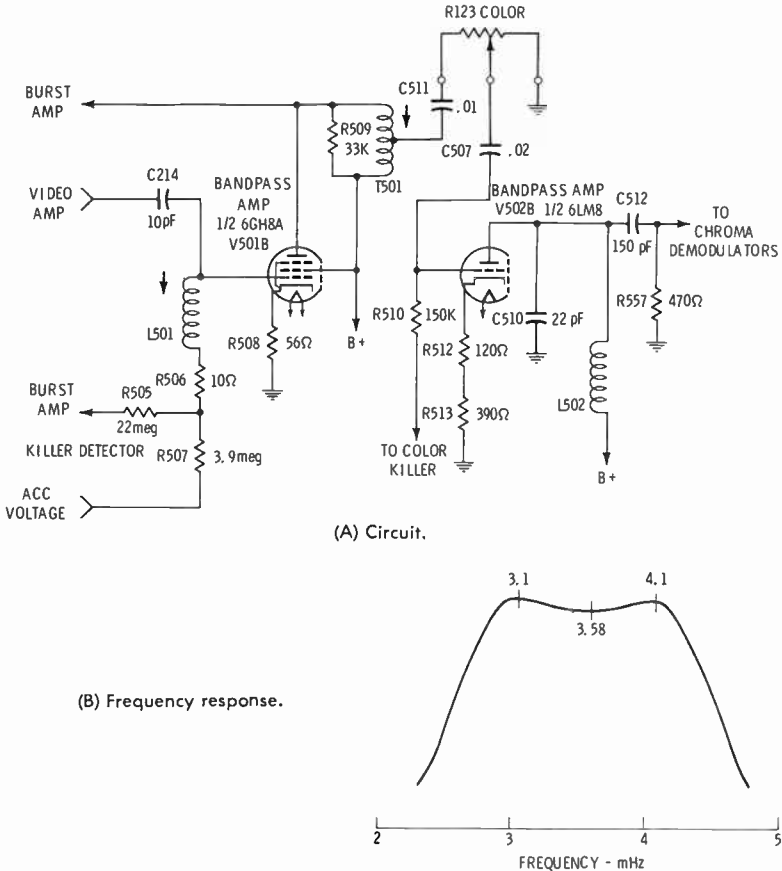 R123 COLOR
BURST
AMP
C511
.01
R509
33K
T501
C507
.02
C214
10pF
VIDEO
AMP
BANDPASS
AMP
1/2 6GH8A
V501B
BANDPASS AMP
V502B 1/2 6LM8
C512
150 pF
TO
CHROMA
DEMODULATORS
L501
R508
56Ω
B+
R510
150K
C510
22 pF
R557
470Ω
R512
120Ω
R506
10Ω
BURST
AMP
R505
22meg
L502
R513
390Ω
KILLER DETECTOR
R507
3.9meg
TO COLOR
KILLER
B+
ACC
VOLTAGE
(A) Circuit.
3.1
4.1
3.58
(B) Frequency response.
2
3
4
5
FREQUENCY - mHz